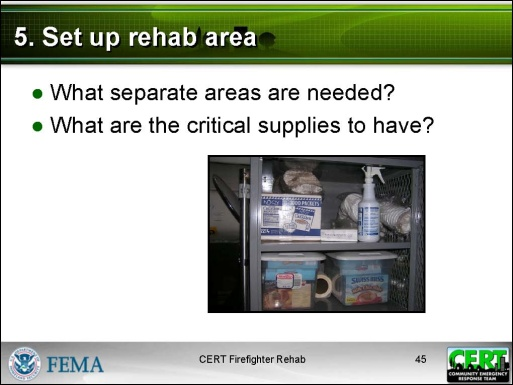 5. Set up rehab area
What separate areas are needed?
What are the critical supplies to have?
FEMA
CERT Firefighter Rehab
45
CERT
COMMUNITY EMERGENCY
RESPONSE TEAM